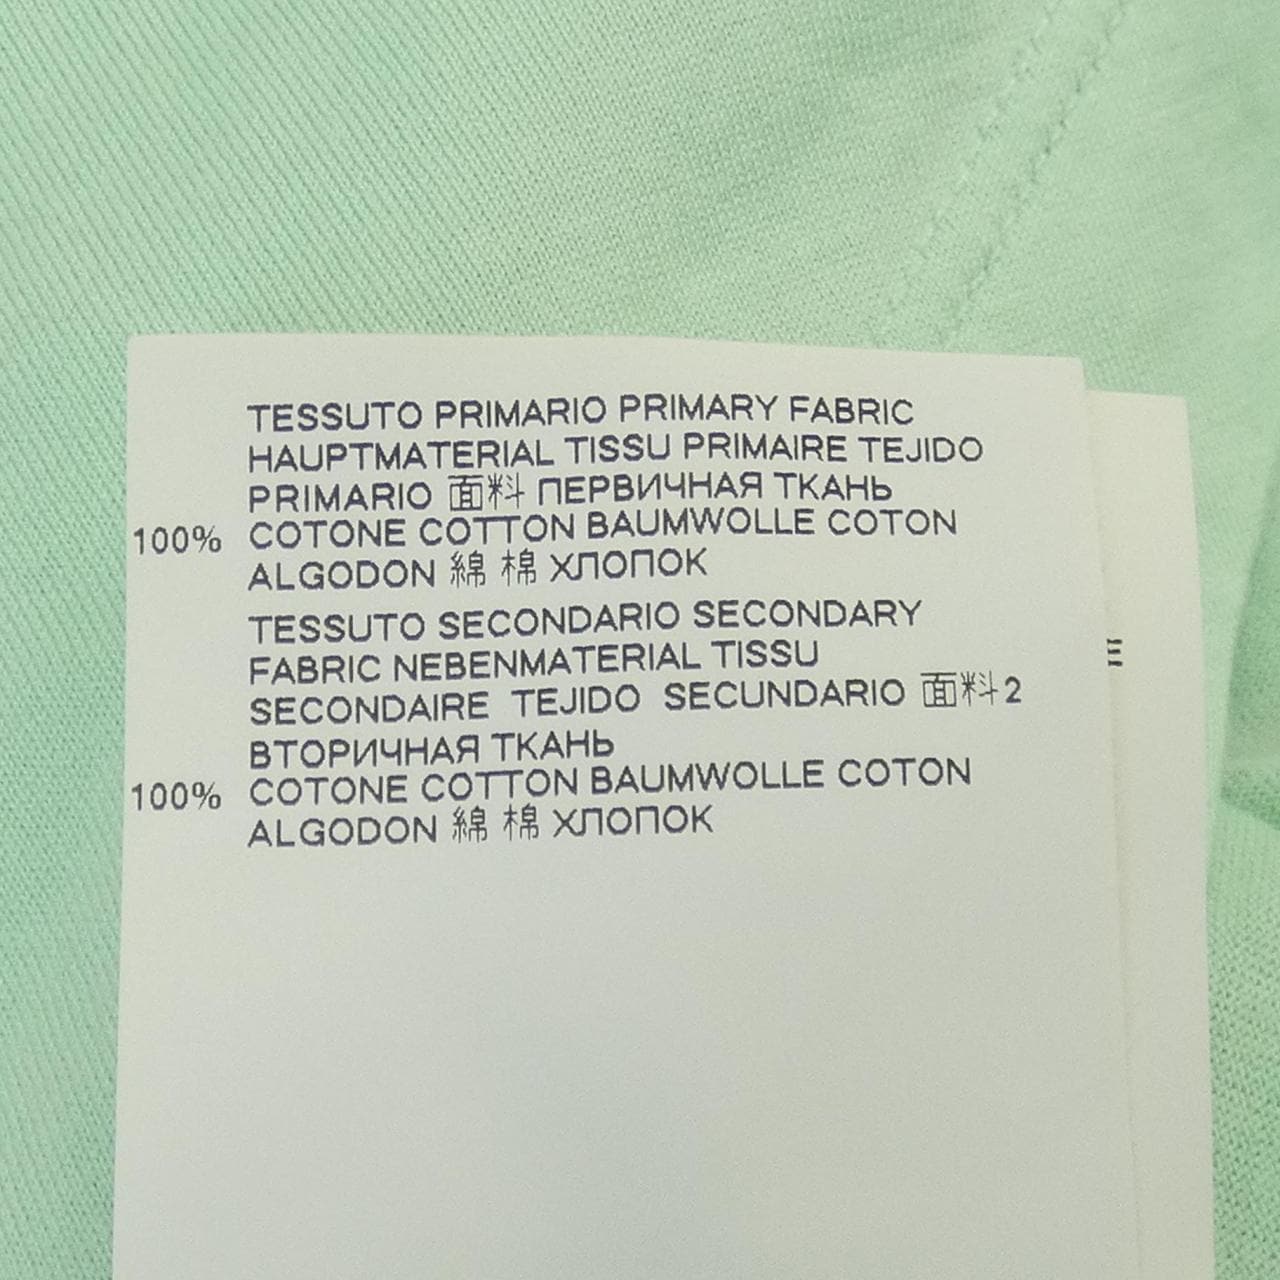 TESSUTO PRIMARIO PRIMARY FABRIC
HAUPTMATERIAL TISSU PRIMAIRE TEJIDO
PRIMARIO 面料 ПЕРВИЧНАЯ ТКАНЬ
100% COTONE COTTON BAUMWOLLE COTON
ALGODON 綿 棉 ХЛОПОК
TESSUTO SECONDARIO SECONDARY
FABRIC NEBENMATERIAL TISSU
SECONDAIRE TEJIDO SECUNDARIO 面料2
ВТОРИЧНАЯ ТКАНЬ
100% COTONE COTTON BAUMWOLLE COTON
ALGODON 綿 棉 ХЛОПОК